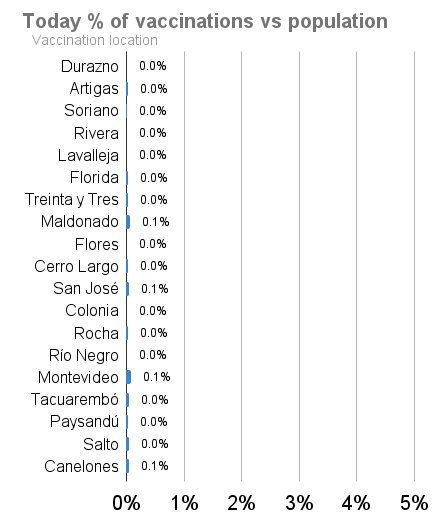 Today % of vaccinations vs population
Vaccination location
Durazno 0.0%
Artigas 0.0%
Soriano 0.0%
Rivera 0.0%
Lavalleja 0.0%
Florida 0.0%
Treinta y Tres 0.0%
Maldonado 0.1%
Flores 0.0%
Cerro Largo 0.0%
San José 0.1%
Colonia 0.0%
Rocha 0.0%
Río Negro 0.0%
Montevideo 0.1%
Tacuarembó 0.0%
Paysandú 0.0%
Salto 0.0%
Canelones 0.1%
0% 1% 2% 3% 4% 5%